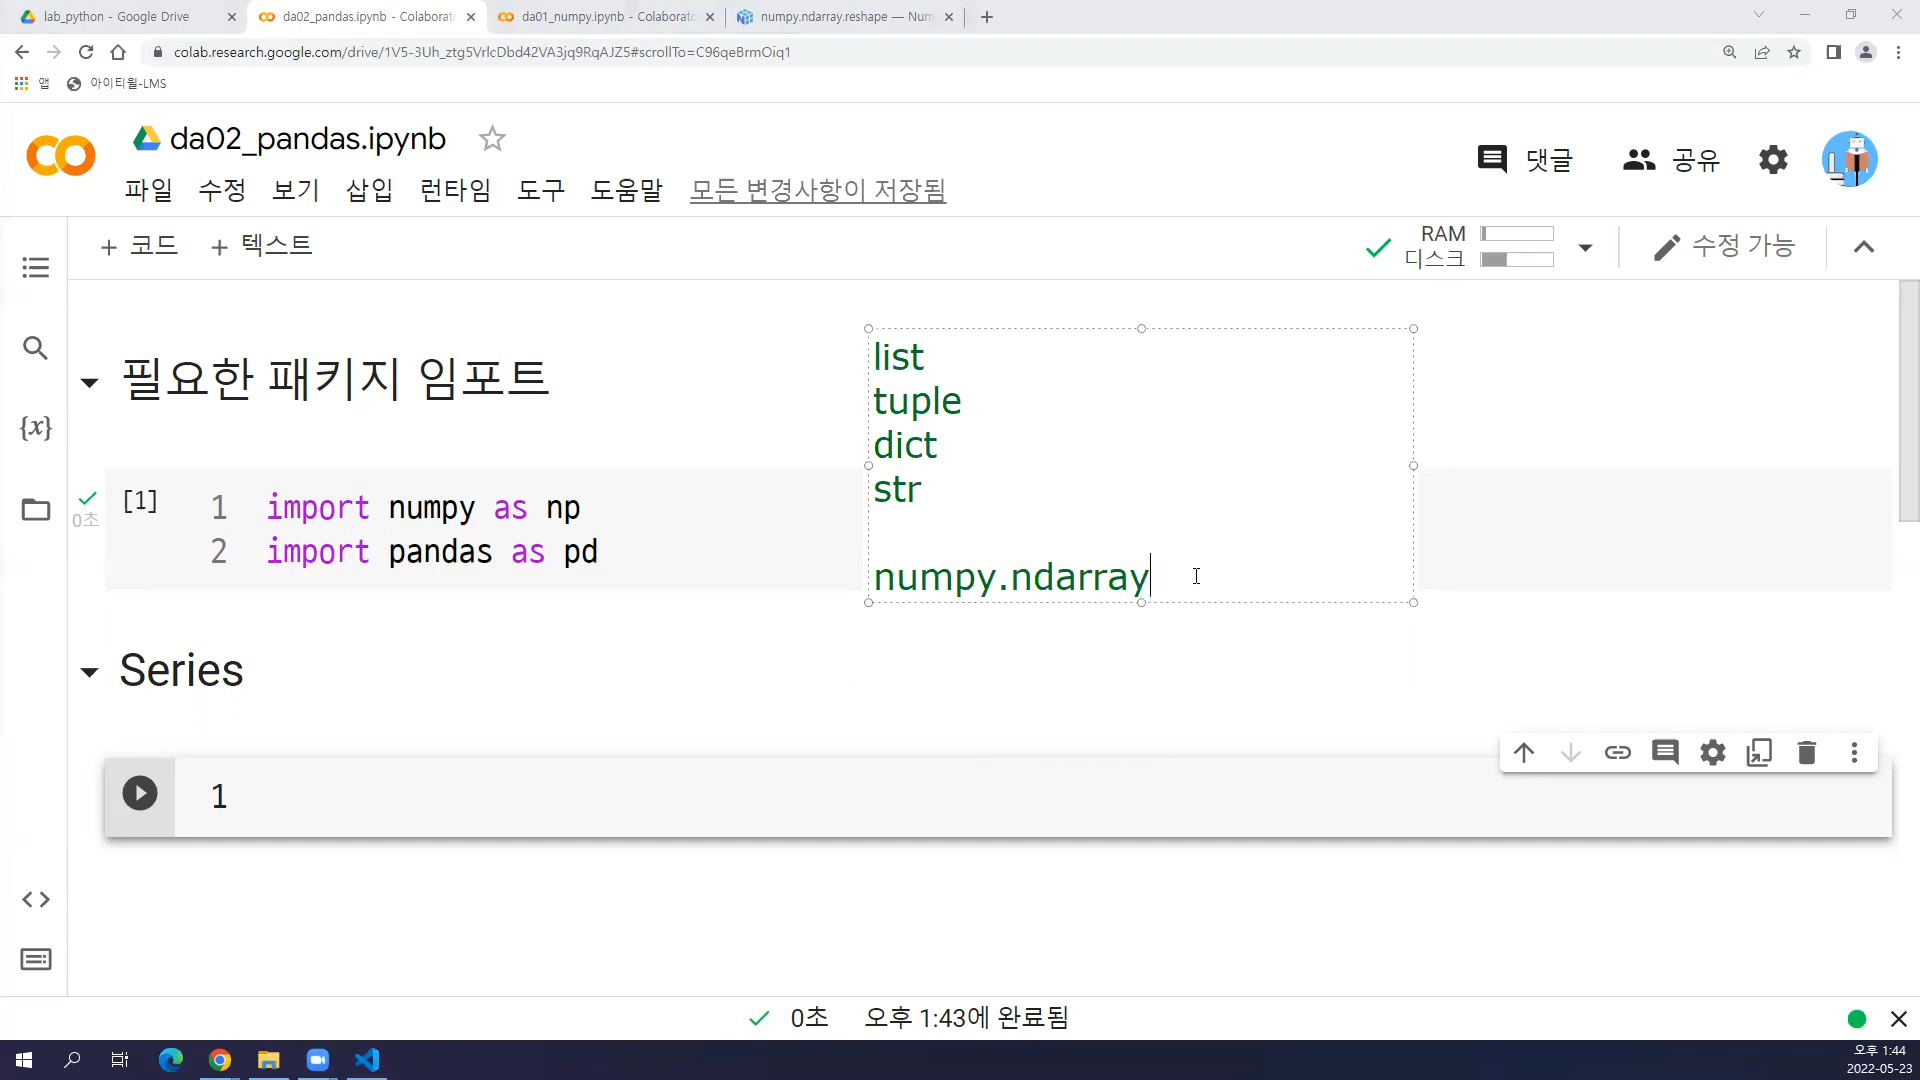 lab_python - Google Drive
da02_pandas.ipynb - Colaborato
da01_numpy.ipynb - Colaborato
numpy.ndarray.reshape — Num
colab.research.google.com/drive/1V5-3Uh_ztg5VrlcDbd42VA3jq9RqAJZ5#scrollTo=C96qeBrmOiq1
앱
아이티윌-LMS
da02_pandas.ipynb
댓글
공유
파일 수정 보기 삽입 런타임 도구 도움말 모든 변경사항이 저장됨
+ 코드 + 텍스트
RAM
디스크
수정 가능
필요한 패키지 임포트
list
tuple
dict
str
numpy.ndarray
{x}
0초
[1]
1 import numpy as np
2 import pandas as pd
Series
1
0초 오후 1:43에 완료됨
오후 1:44
2022-05-23